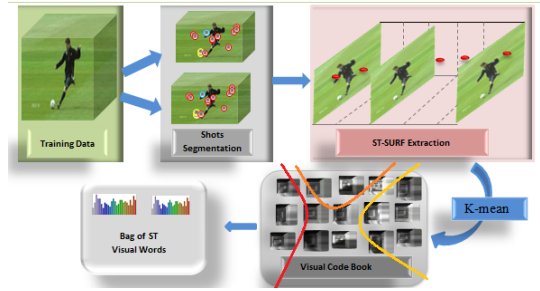 Training Data
Shots
Segmentation
ST-SURF Extraction
K-mean
Visual Code Book
Bag of ST
Visual Words